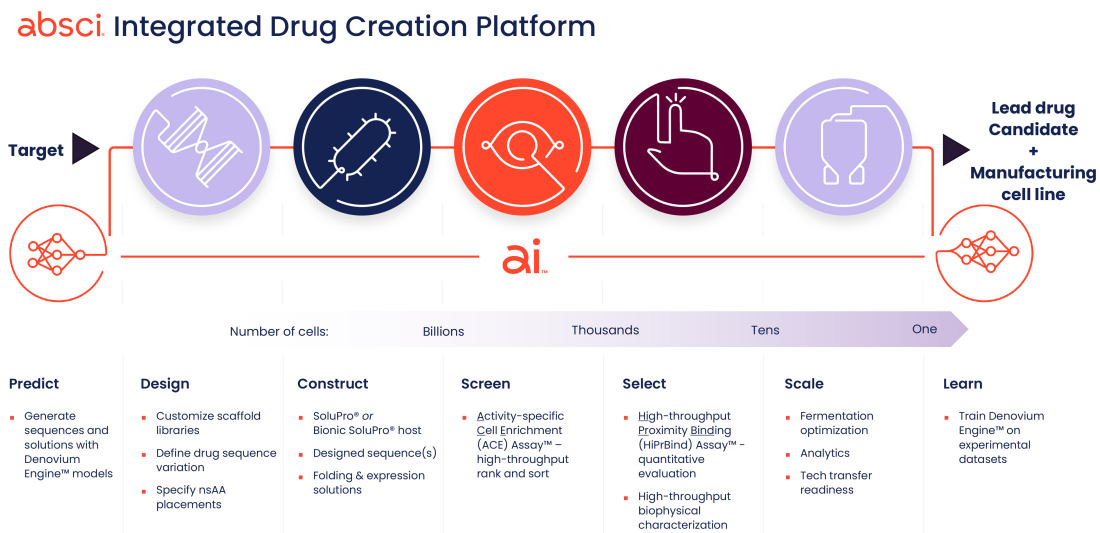 absci. Integrated Drug Creation Platform
Target
Lead drug
Candidate
+
Manufacturing
cell line
ai™
Number of cells:
Billions
Thousands
Tens
One
Predict
▪ Generate
sequences and
solutions with
Denovium
Engine™ models
Design
▪ Customize scaffold
libraries
▪ Define drug sequence
variation
▪ Specify nsAA
placements
Construct
▪ SoluPro® or
Bionic SoluPro® host
▪ Designed sequence(s)
▪ Folding & expression
solutions
Screen
▪ Activity-specific
Cell Enrichment
(ACE) Assay™ –
high-throughput
rank and sort
Select
▪ High-throughput
Proximity Binding
(HiPrBind) Assay™ -
quantitative
evaluation
▪ High-throughput
biophysical
characterization
Scale
▪ Fermentation
optimization
▪ Analytics
▪ Tech transfer
readiness
Learn
▪ Train Denovium
Engine™ on
experimental
datasets